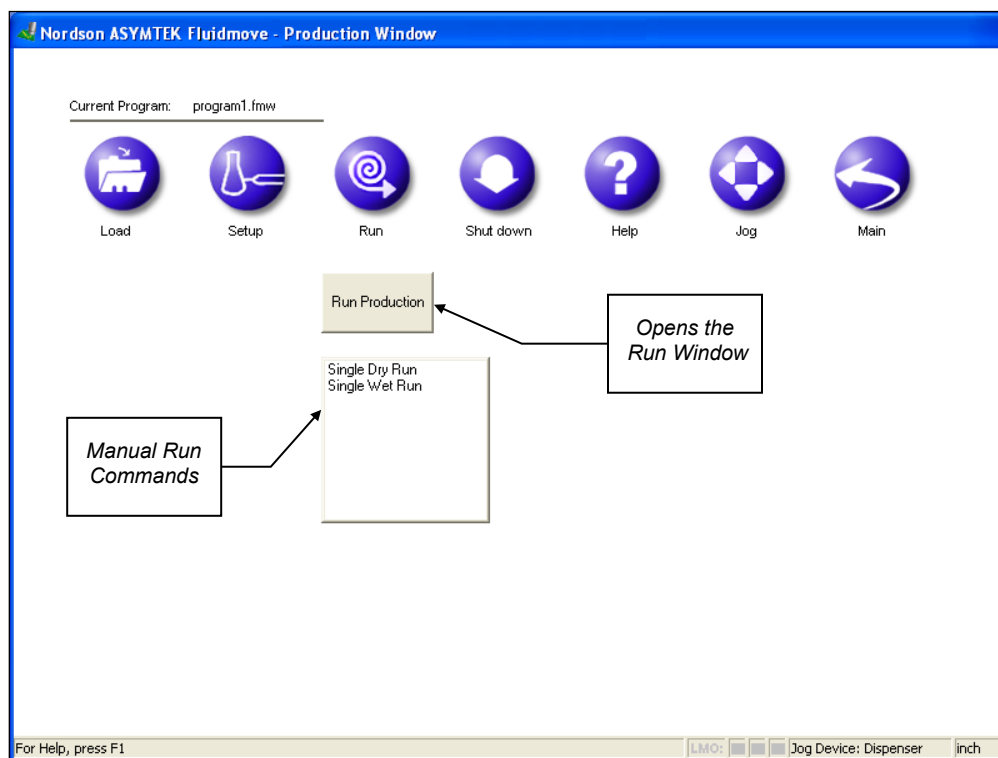 Nordson ASYMTEK Fluidmove - Production Window
Current Program: program1.fmw
Load Setup Run Shut down Help Jog Main
Run Production
Opens the
Run Window
Single Dry Run
Single Wet Run
Manual Run
Commands
For Help, press F1 LMO: Jog Device: Dispenser inch